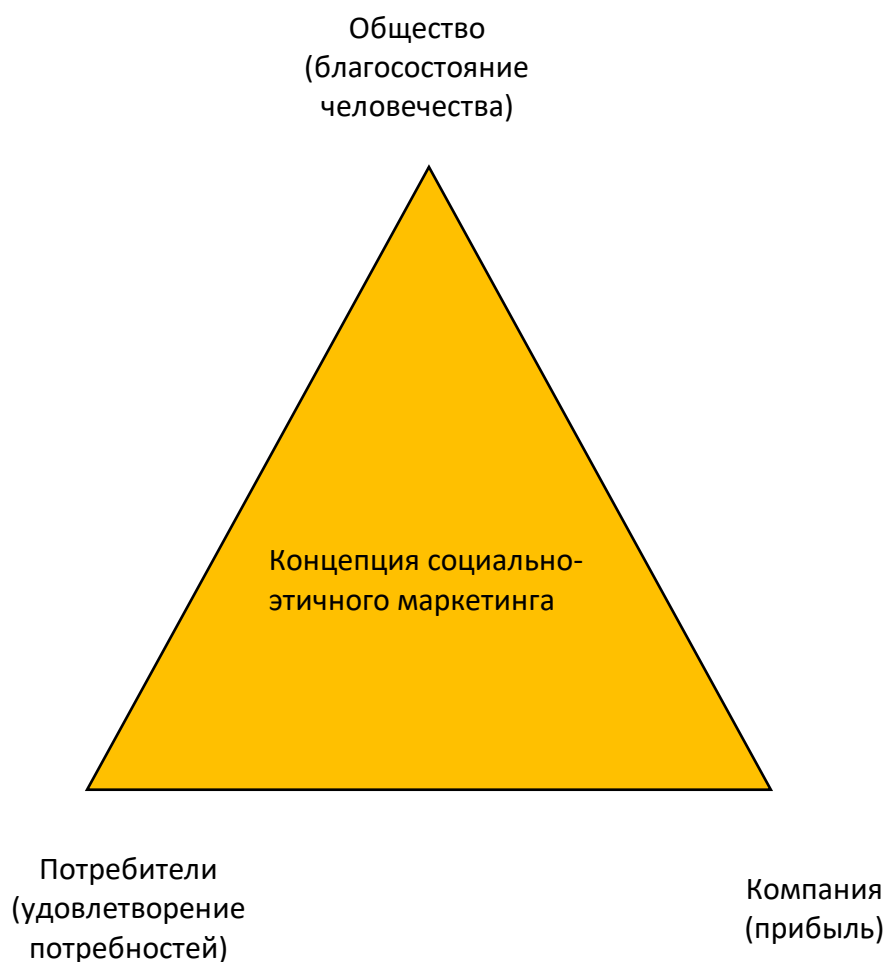 Общество
(благосостояние
человечества)
Концепция социально-
этичного маркетинга
Потребители
(удовлетворение
потребностей)
Компания
(прибыль)